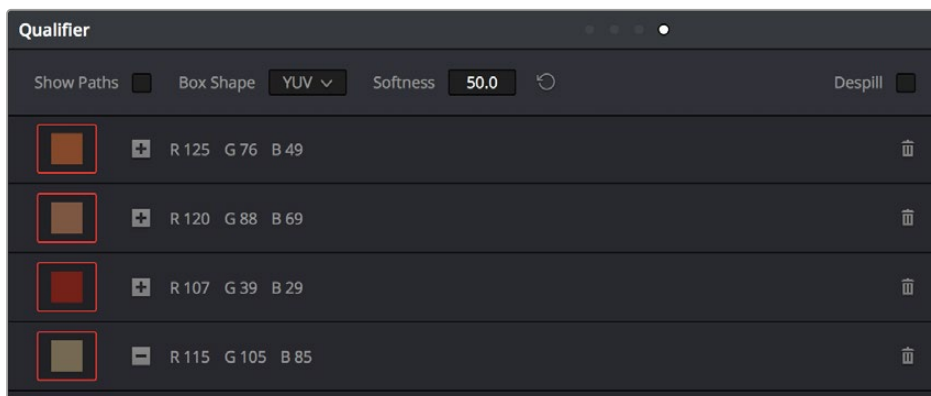 Qualifier
Show Paths Box Shape YUV Softness 50.0 Despill
R 125 G 76 B 49
R 120 G 88 B 69
R 107 G 39 B 29
R 115 G 105 B 85